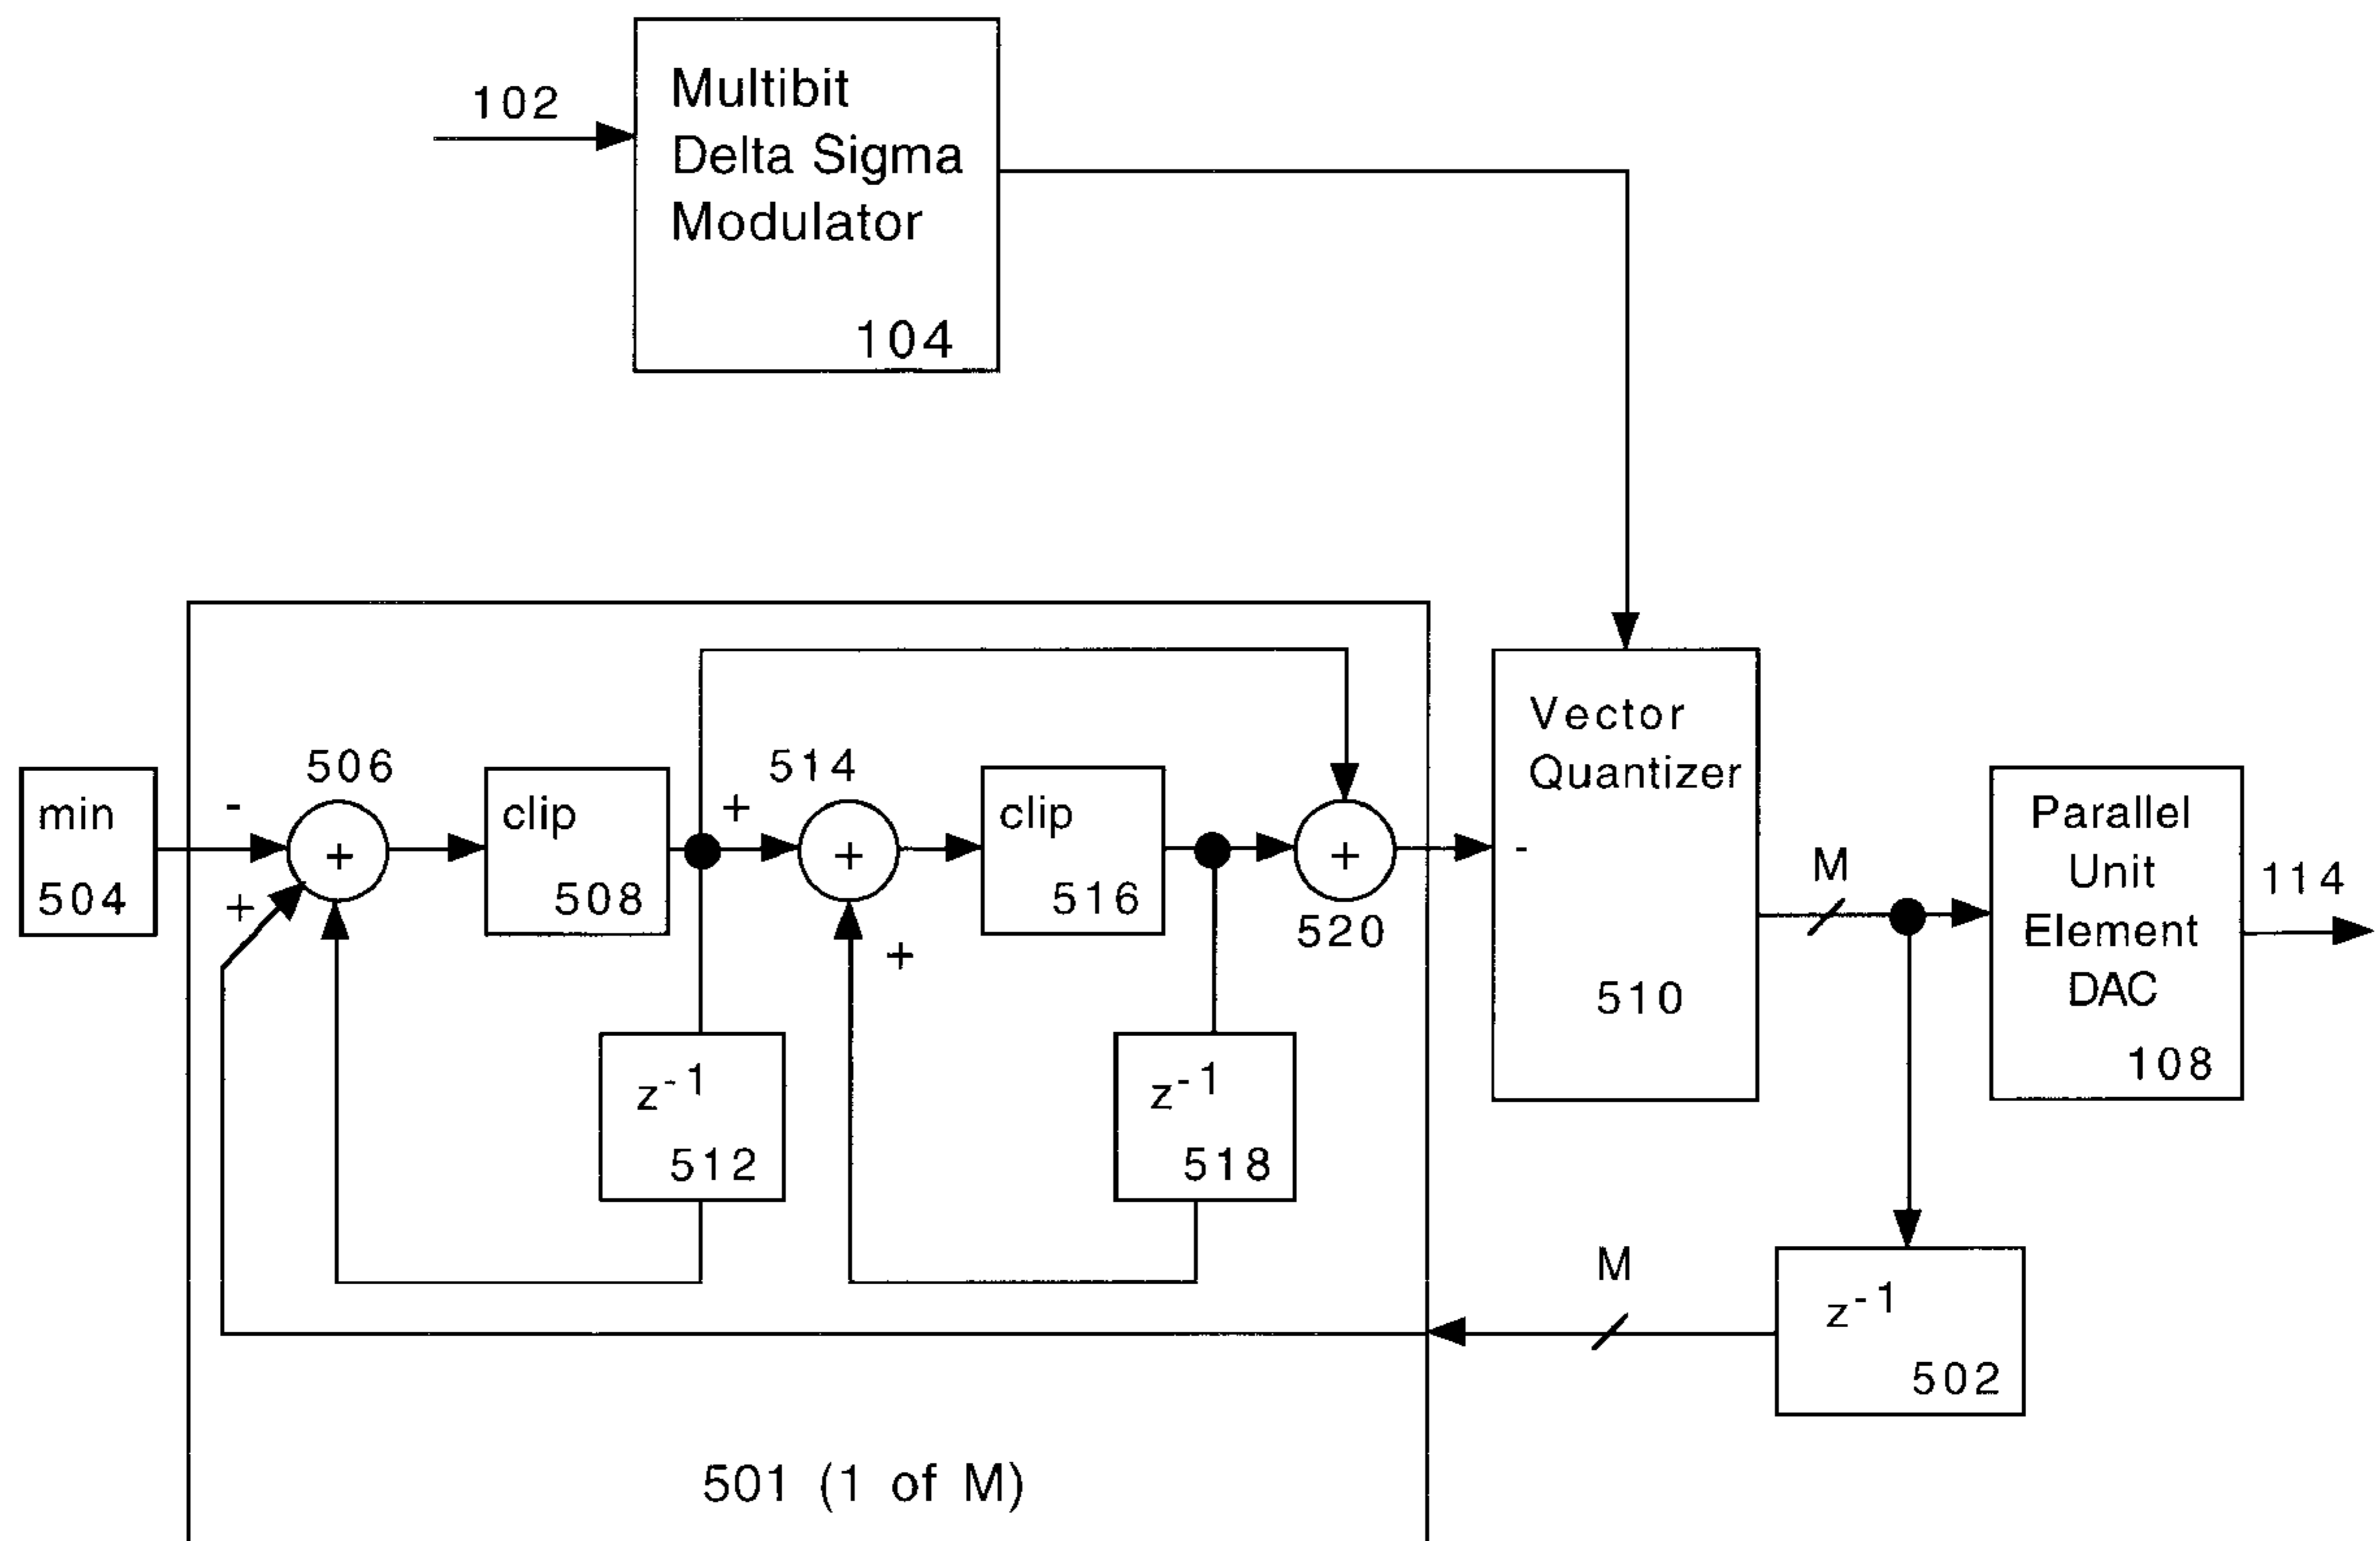 102
Multibit
Delta Sigma
Modulator
104
min
504
-
+
506
+
clip
508
+
514
+
+
clip
516
+
520
-
Vector
Quantizer
510
M
Parallel
Unit
Element
DAC
108
114
z-1
512
z-1
518
M
z-1
502
501 (1 of M)